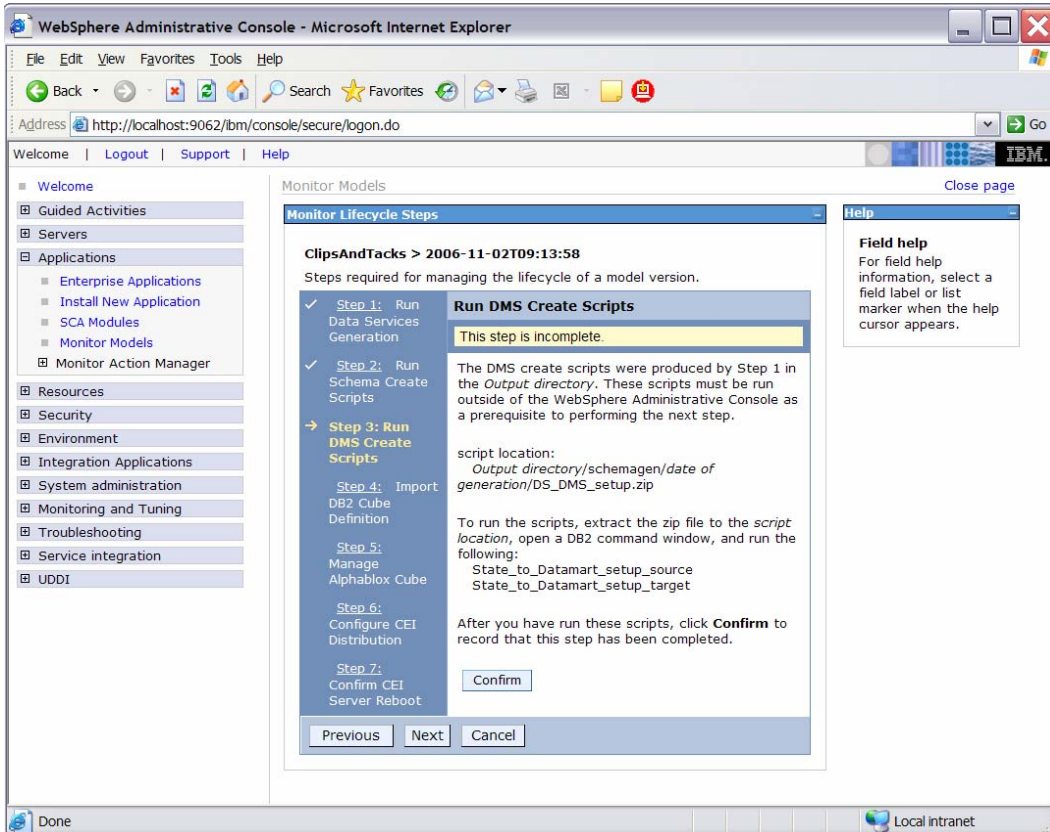 WebSphere Administrative Console - Microsoft Internet Explorer
File Edit View Favorites Tools Help
Back Search Favorites
Address http://localhost:9062/ibm/console/secure/logon.do Go
Welcome | Logout | Support | Help IBM.
Welcome
Guided Activities
Servers
Applications
Enterprise Applications
Install New Application
SCA Modules
Monitor Models
Monitor Action Manager
Resources
Security
Environment
Integration Applications
System administration
Monitoring and Tuning
Troubleshooting
Service integration
UDDI
Monitor Models Close page
Monitor Lifecycle Steps
ClipsAndTacks > 2006-11-02T09:13:58
Steps required for managing the lifecycle of a model version.
Step 1: Run
Data Services
Generation
Step 2: Run
Schema Create
Scripts
Step 3: Run
DMS Create
Scripts
Step 4: Import
DB2 Cube
Definition
Step 5:
Manage
Alphablox Cube
Step 6:
Configure CEI
Distribution
Step 7:
Confirm CEI
Server Reboot
Run DMS Create Scripts
This step is incomplete.
The DMS create scripts were produced by Step 1 in
the Output directory. These scripts must be run
outside of the WebSphere Administrative Console as
a prerequisite to performing the next step.
script location:
Output directory/schemagen/date of
generation/DS_DMS_setup.zip
To run the scripts, extract the zip file to the script
location, open a DB2 command window, and run the
following:
State_to_Datamart_setup_source
State_to_Datamart_setup_target
After you have run these scripts, click Confirm to
record that this step has been completed.
Confirm
Previous Next Cancel
Help
Field help
For field help
information, select a
field label or list
marker when the help
cursor appears.
Done Local intranet